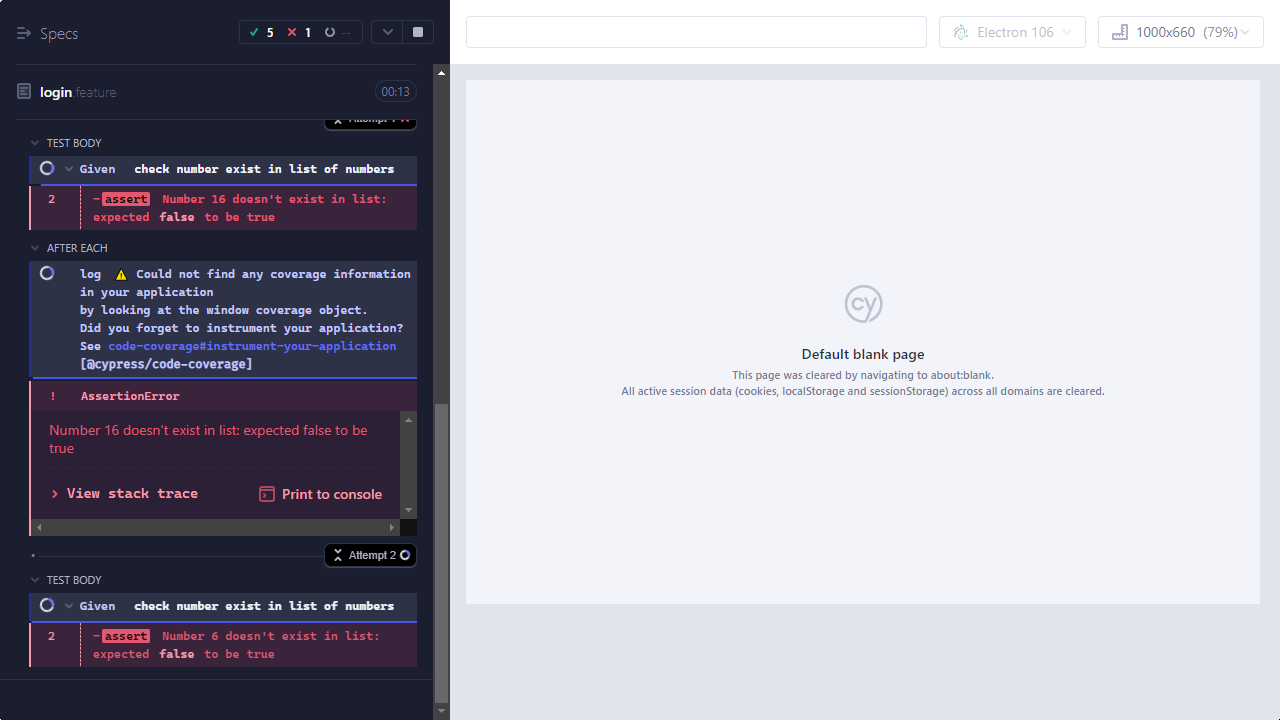 Specs
5 1 --
Electron 106
1000x660 (79%)
login.feature
00:13
Attempt 1
TEST BODY
Given check number exist in list of numbers
2 -assert Number 16 doesn't exist in list:
expected false to be true
AFTER EACH
log ⚠ Could not find any coverage information
in your application
by looking at the window coverage object.
Did you forget to instrument your application?
See code-coverage#instrument-your-application
[@cypress/code-coverage]
! AssertionError
Number 16 doesn't exist in list: expected false to be
true
View stack trace
Print to console
Attempt 2
TEST BODY
Given check number exist in list of numbers
2 -assert Number 6 doesn't exist in list:
expected false to be true
cy
Default blank page
This page was cleared by navigating to about:blank.
All active session data (cookies, localStorage and sessionStorage) across all domains are cleared.